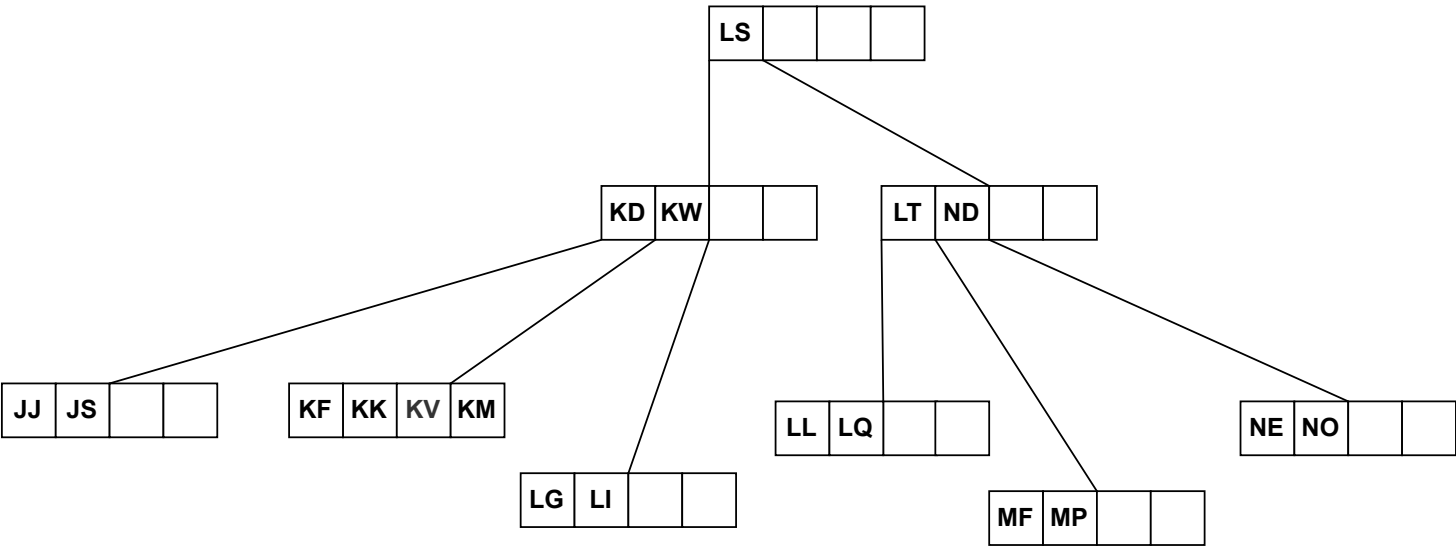 LS
KD KW
LT ND
JJ JS
KF KK KV KM
LL LQ
NE NO
LG LI
MF MP